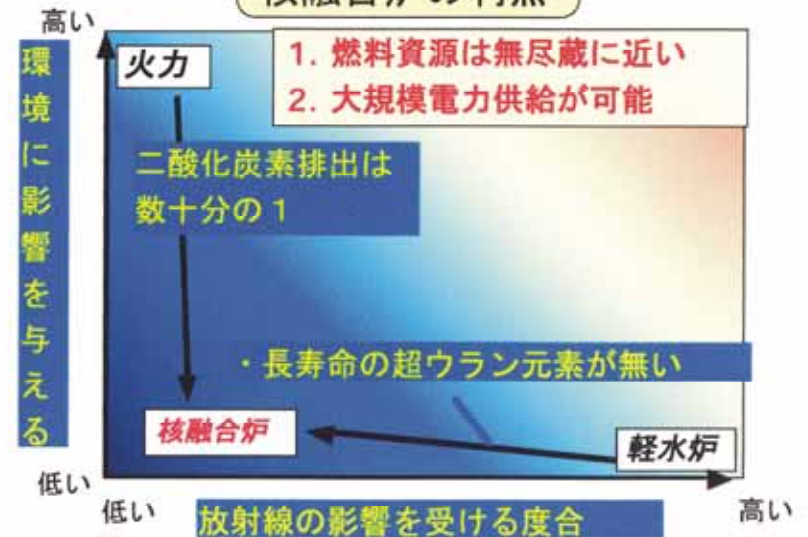 高い
環境に影響を与える
火力
1. 燃料資源は無尽蔵に近い
2. 大規模電力供給が可能
二酸化炭素排出は
数十分の1
・長寿命の超ウラン元素が無い
核融合炉
軽水炉
低い
低い
放射線の影響を受ける度合
高い